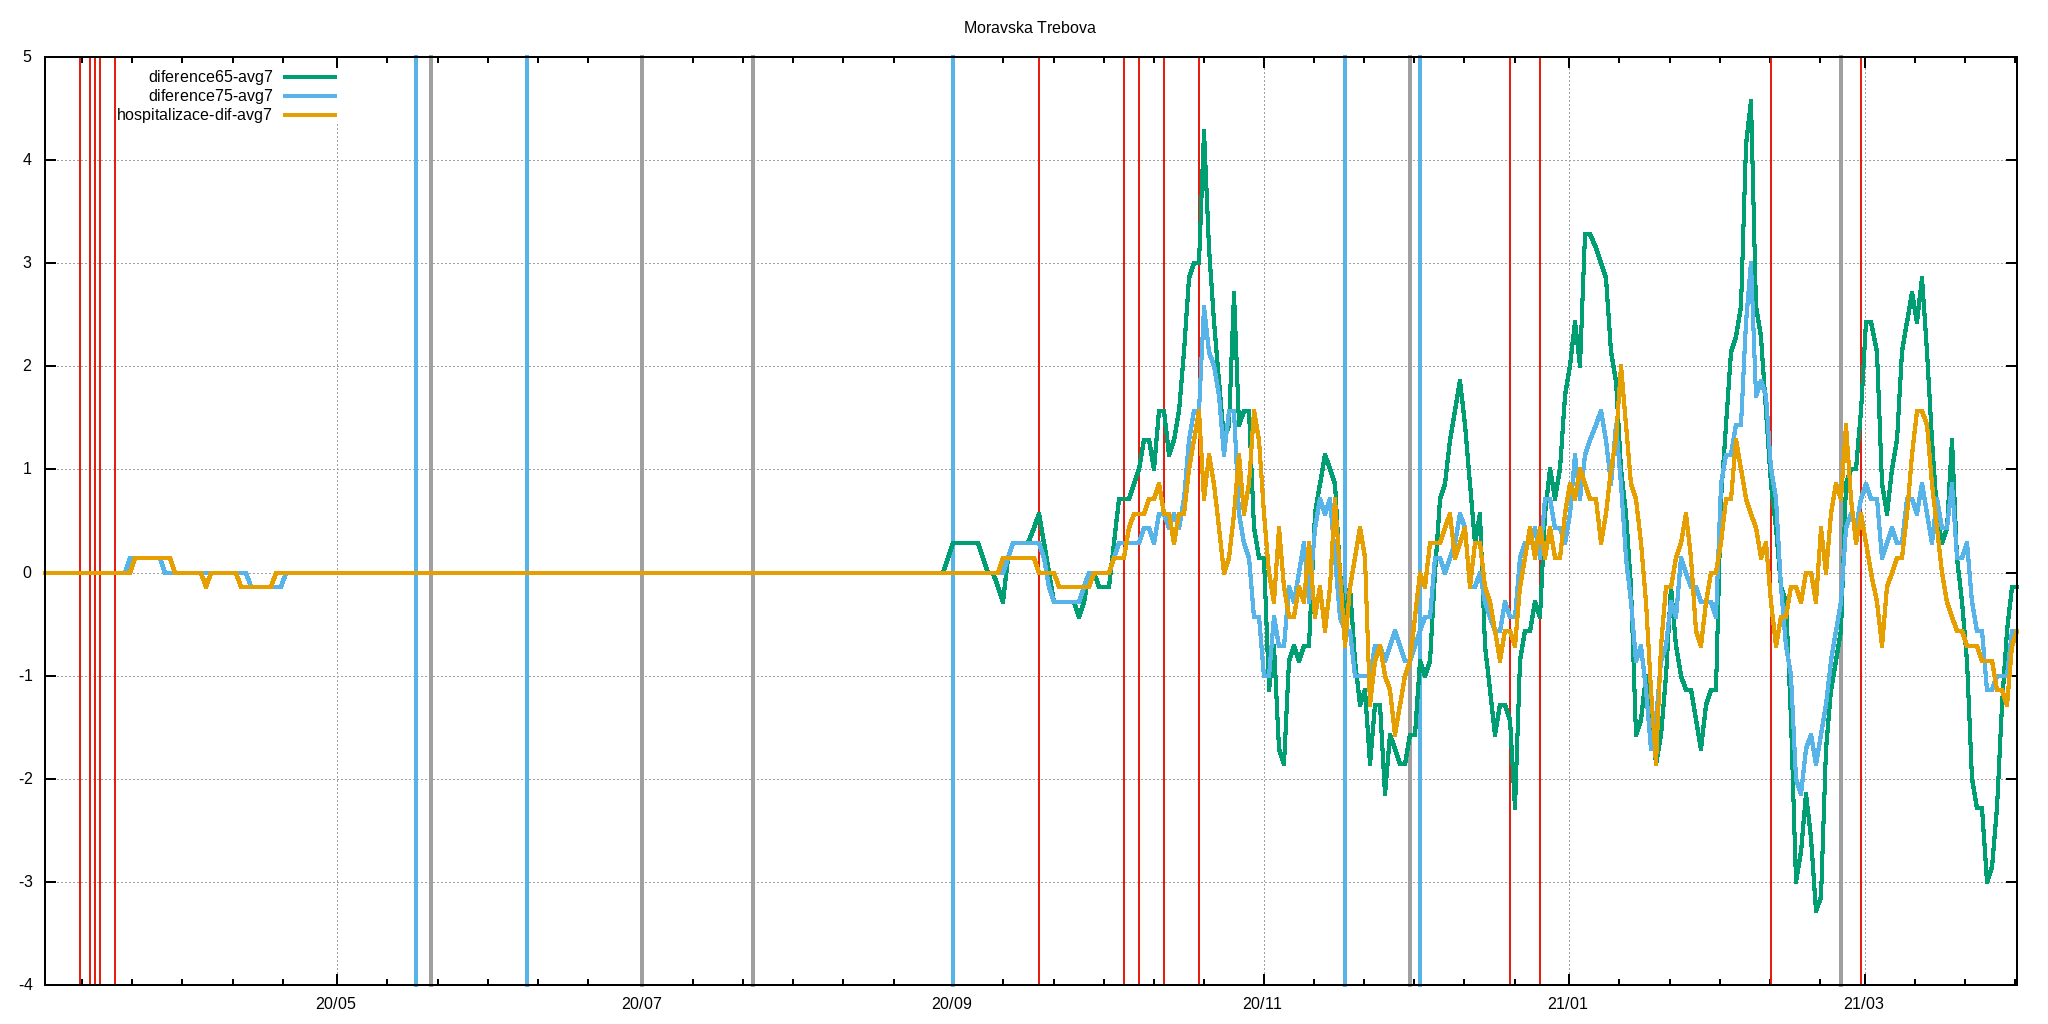 Moravska Trebova
5
diference65-avg7
diference75-avg7
hospitalizace-dif-avg7
4
3
2
1
0
-1
-2
-3
-4
20/05 20/07 20/09 20/11 21/01 21/03